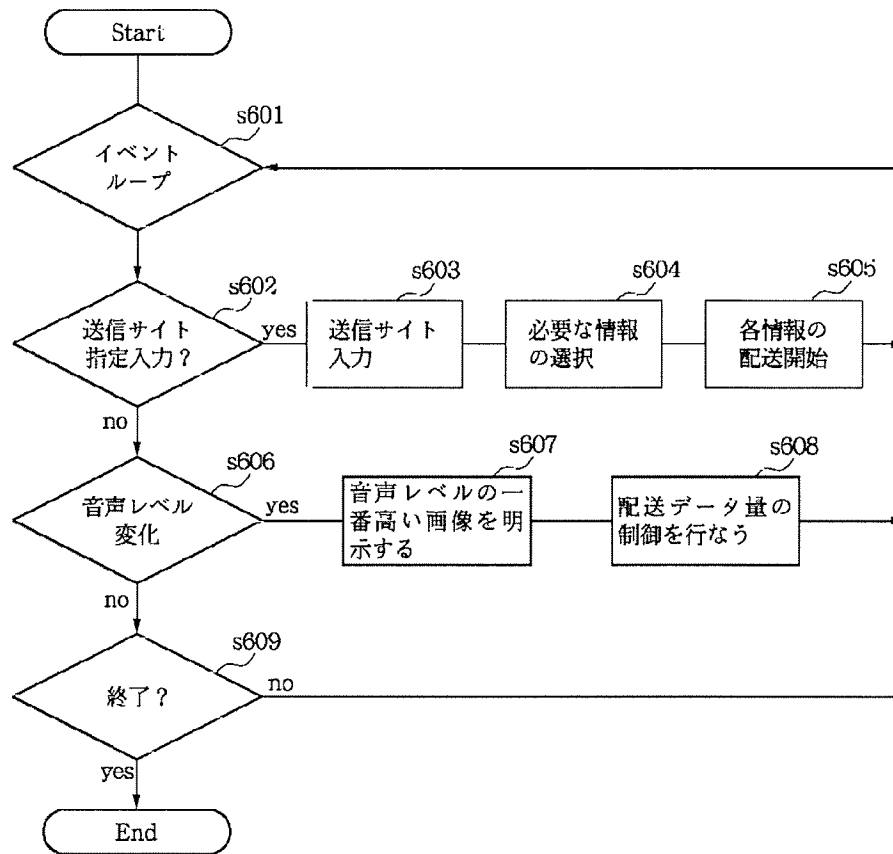 Start
s601
イベント
ループ
s602
送信サイト
指定入力？
yes
no
s603
送信サイト
入力
s604
必要な情報
の選択
s605
各情報の
配送開始
s606
音声レベル
変化
yes
no
s607
音声レベルの一
番高い画像を明
示する
s608
配送データ量の
制御を行なう
s609
終了？
no
yes
End